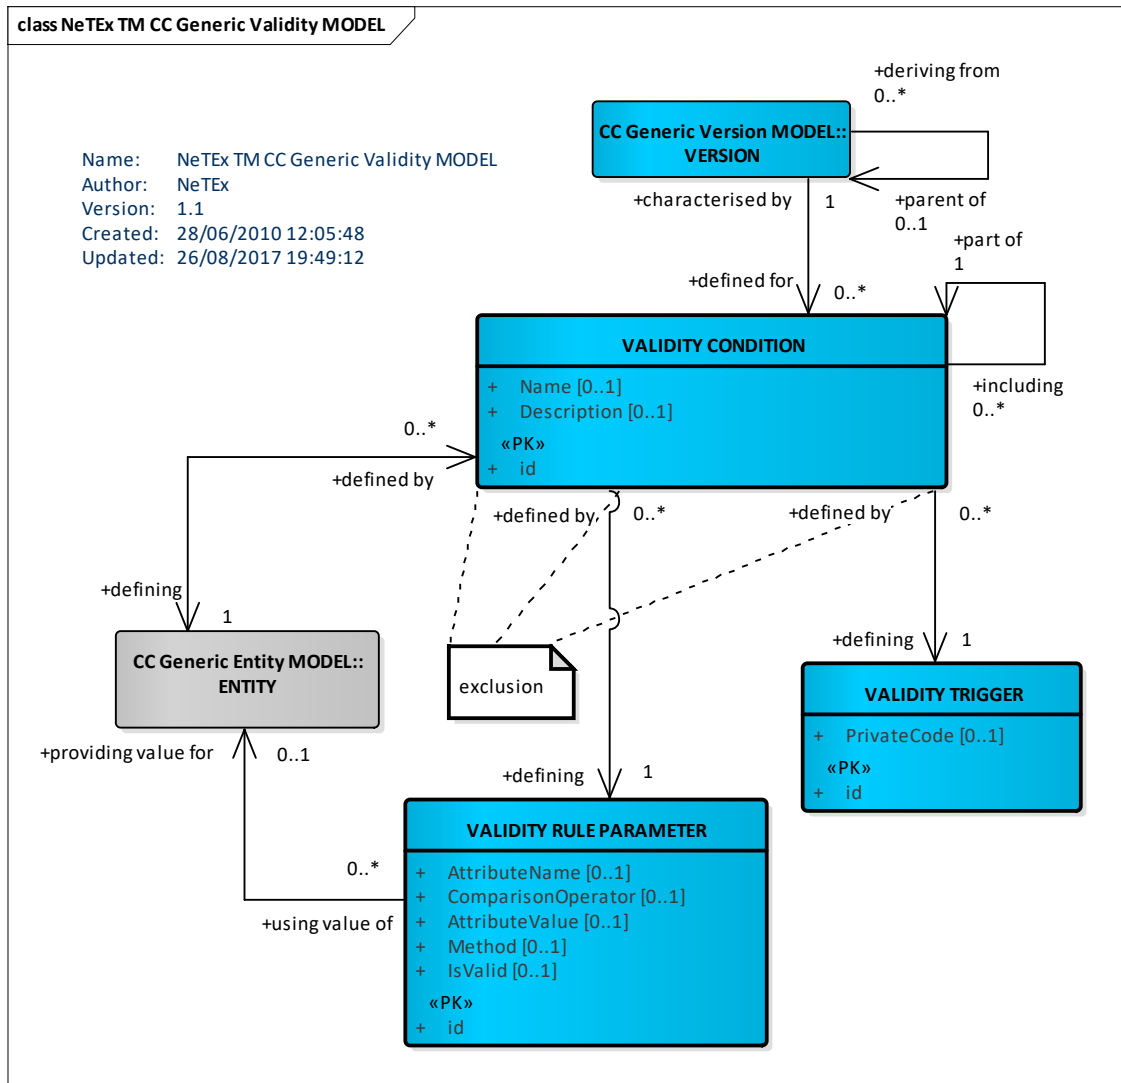 class NeTEx TM CC Generic Validity MODEL
+deriving from
0..*
CC Generic Version MODEL::
VERSION
Name: NeTEx TM CC Generic Validity MODEL
Author: NeTEx
Version: 1.1
Created: 28/06/2010 12:05:48
Updated: 26/08/2017 19:49:12
+characterised by 1
+parent of
0..1
+part of
1
+defined for 0..*
VALIDITY CONDITION
+ Name [0..1]
+ Description [0..1]
«PK»
+ id
+including
0..*
0..*
+defined by
+defined by 0..*
+defined by 0..*
+defining 1
CC Generic Entity MODEL::
ENTITY
exclusion
+defining 1
VALIDITY TRIGGER
+ PrivateCode [0..1]
«PK»
+ id
+providing value for 0..1
+defining 1
VALIDITY RULE PARAMETER
+ AttributeName [0..1]
+ ComparisonOperator [0..1]
+ AttributeValue [0..1]
+ Method [0..1]
+ IsValid [0..1]
«PK»
+ id
0..*
+using value of